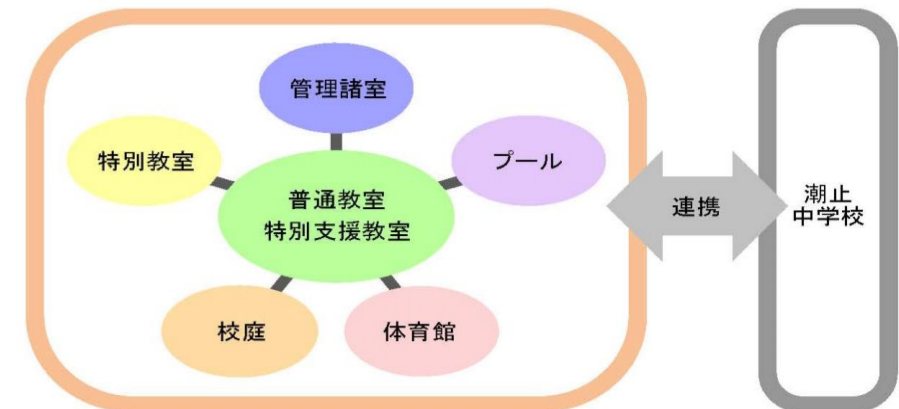 管理諸室
特別教室
プール
普通教室
特別支援教室
校庭
体育館
連携
潮止
中学校